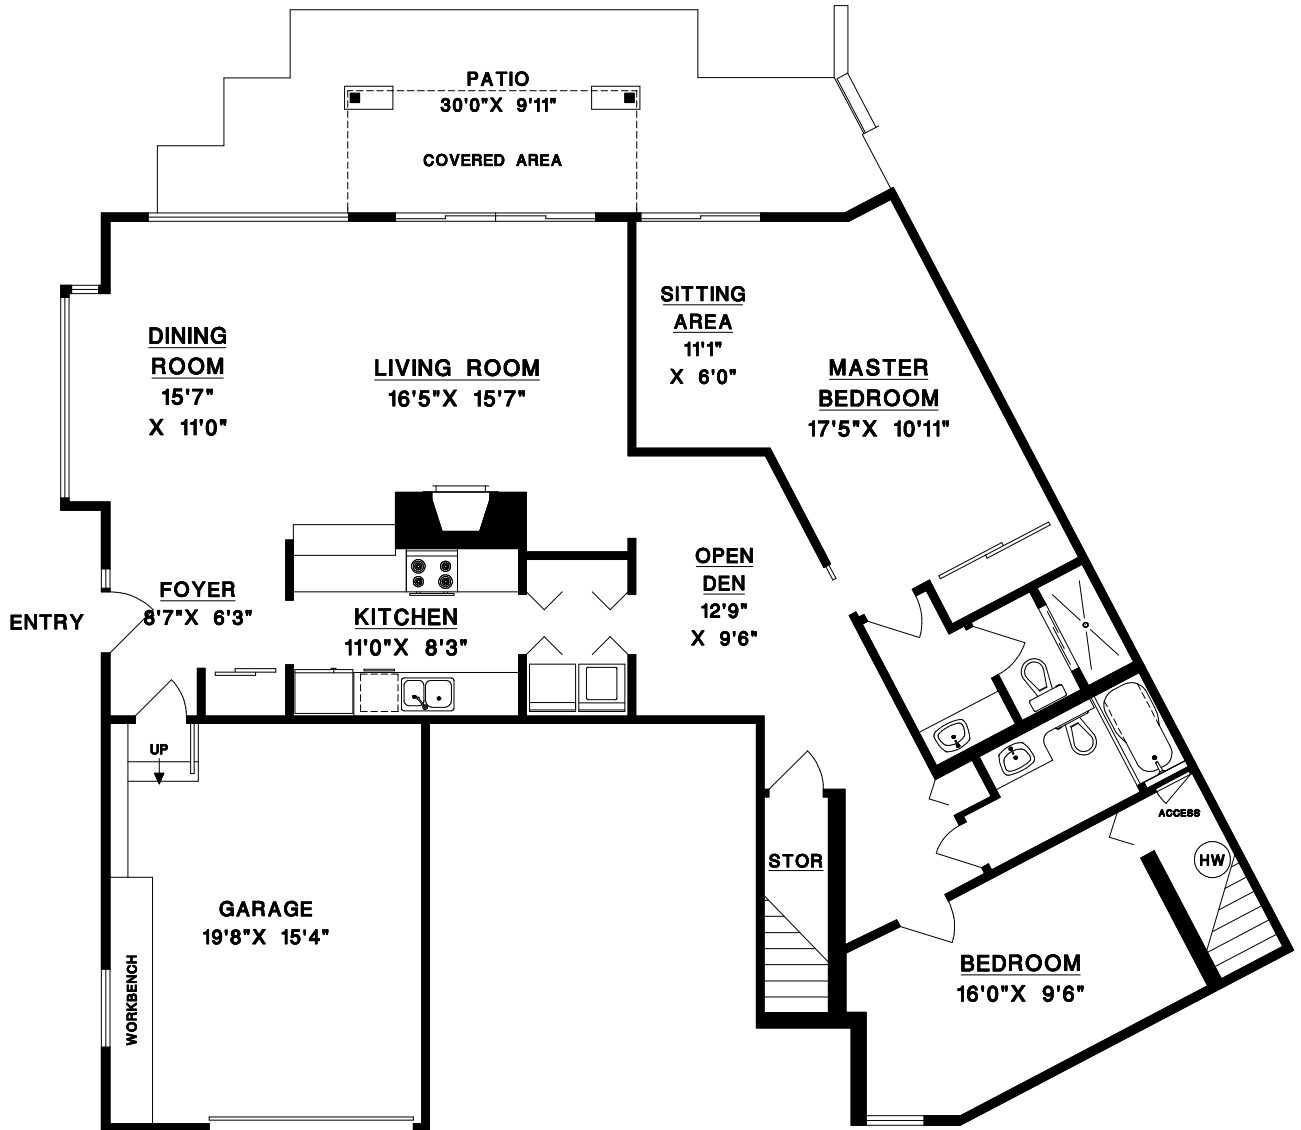 PATIO
30'0"X 9'11"
COVERED AREA
SITTING
AREA
11'1"
X 6'0"
DINING
ROOM
15'7"
X 11'0"
LIVING ROOM
16'5"X 15'7"
MASTER
BEDROOM
17'5"X 10'11"
OPEN
DEN
12'9"
X 9'6"
FOYER
8'7"X 6'3"
ENTRY
KITCHEN
11'0"X 8'3"
UP
ACCESS
STOR
HW
GARAGE
19'8"X 15'4"
BEDROOM
16'0"X 9'6"
WORKBENCH